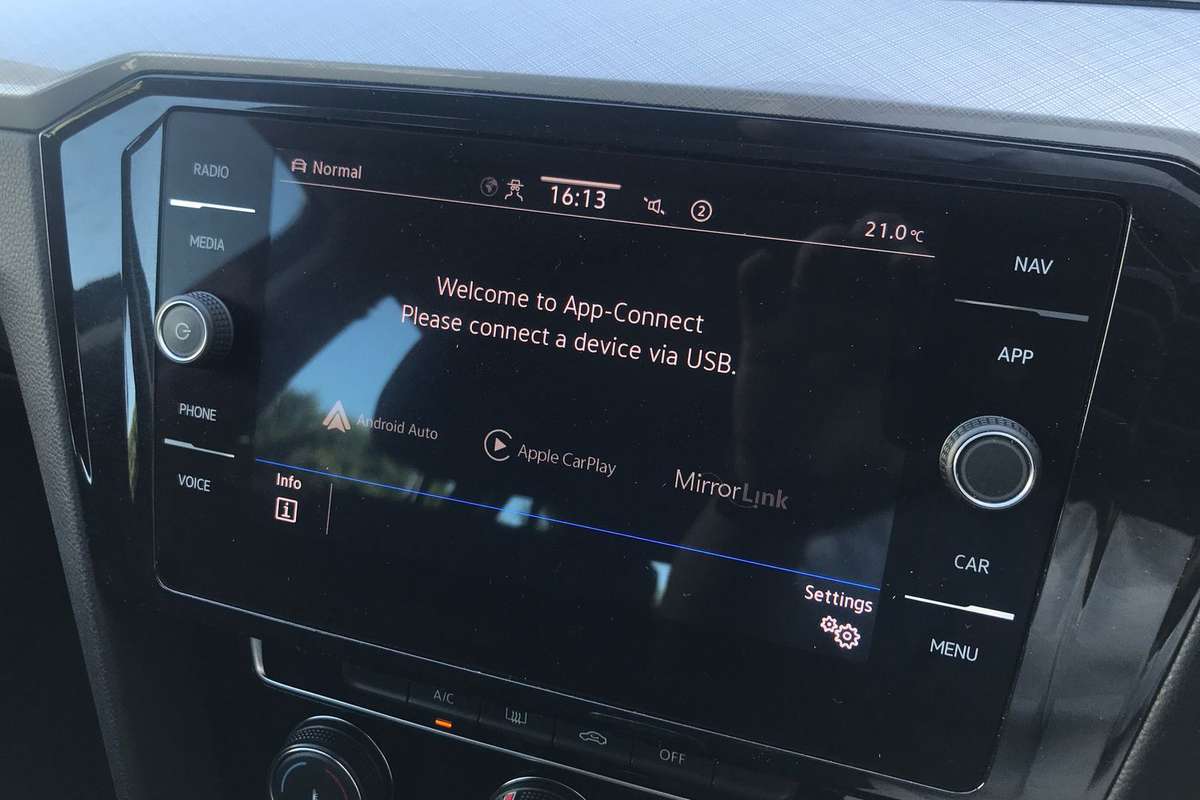 RADIO
MEDIA
PHONE
VOICE
Normal
16:13
2
21.0 °C
Welcome to App-Connect
Please connect a device via USB.
Android Auto
Apple CarPlay
MirrorLink
Info
i
Settings
NAV
APP
CAR
MENU
A/C
OFF